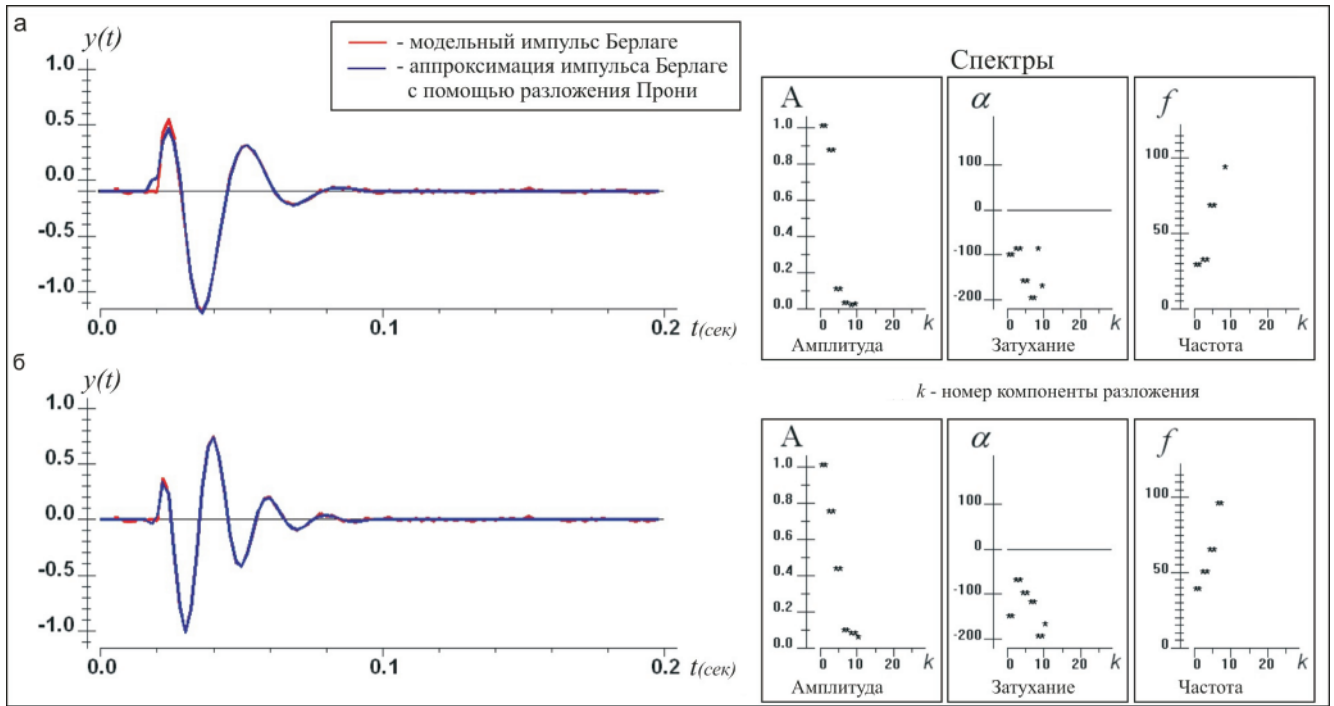 а
y(t)
- модельный импульс Берлаге
- аппроксимация импульса Берлаге
с помощью разложения Прони
1.0
0.5
0.0
-0.5
-1.0
0.0
0.1
0.2
t(сек)
Спектры
A
1.0
0.8
0.6
0.4
0.2
0.0
0 10 20 k
Амплитуда
α
100
0
-100
-200
0 10 20 k
Затухание
f
100
50
0
0 10 20 k
Частота
k - номер компоненты разложения
б
y(t)
1.0
0.5
0.0
-0.5
-1.0
0.0
0.1
0.2
t(сек)
A
1.0
0.8
0.6
0.4
0.2
0.0
0 10 20 k
Амплитуда
α
100
0
-100
-200
0 10 20 k
Затухание
f
100
50
0
0 10 20 k
Частота